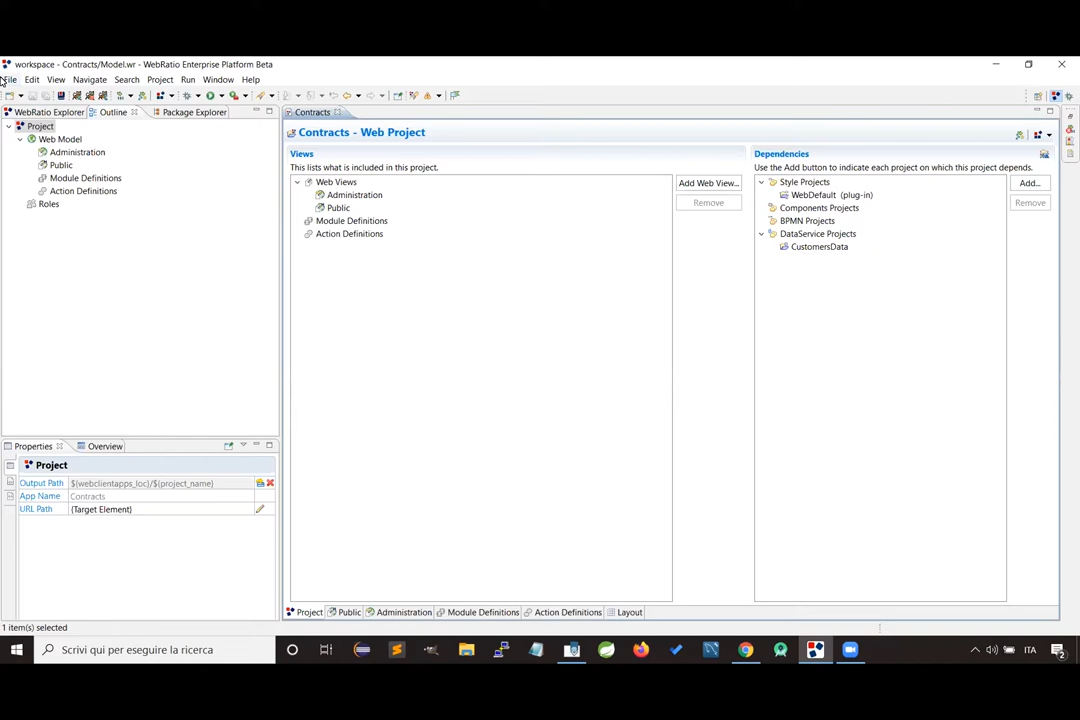 workspace - Contracts/Model.wr - WebRatio Enterprise Platform Beta
File Edit View Navigate Search Project Run Window Help
WebRatio Explorer Outline Package Explorer
Project
Web Model
Administration
Public
Module Definitions
Action Definitions
Roles
Properties Overview
Project
Output Path ${webclientapps_loc}/${project_name}
App Name Contracts
URL Path (Target Element)
Contracts
Contracts - Web Project
Views
This lists what is included in this project.
Web Views
Administration
Public
Module Definitions
Action Definitions
Add Web View...
Remove
Dependencies
Use the Add button to indicate each project on which this project depends.
Style Projects
WebDefault (plug-in)
Components Projects
BPMN Projects
DataService Projects
CustomersData
Add...
Remove
Project Public Administration Module Definitions Action Definitions Layout
1 item(s) selected
Scrivi qui per eseguire la ricerca
ITA
2